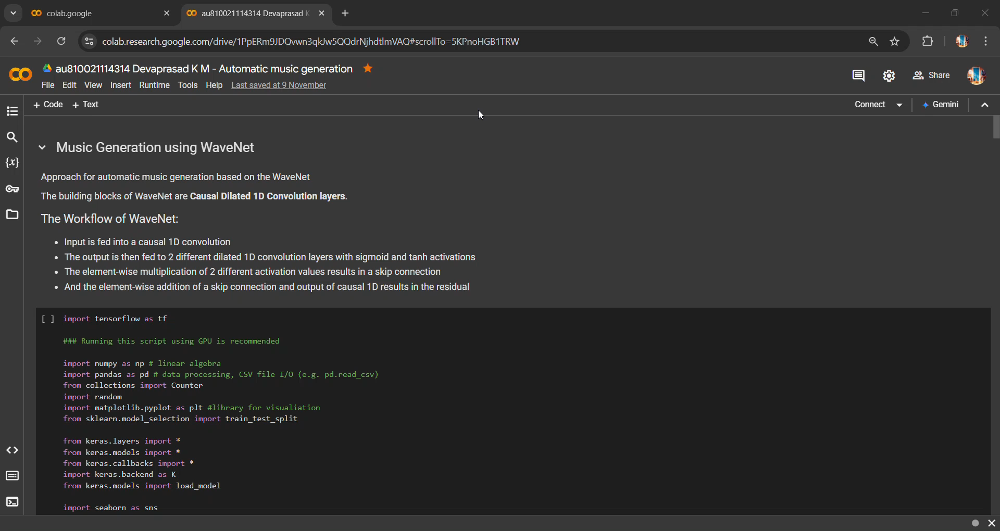 colab.google
au810021114314 Devaprasad K
colab.research.google.com/drive/1PpERm9JDQvwn3qkJw5QQdrNjhdtImVAQ#scrollTo=5KPnoHGB1TRW
au810021114314 Devaprasad K M - Automatic music generation
File Edit View Insert Runtime Tools Help Last saved at 9 November
Share
+ Code + Text
Connect
Gemini
{x}
Music Generation using WaveNet
Approach for automatic music generation based on the WaveNet
The building blocks of WaveNet are Causal Dilated 1D Convolution layers.
The Workflow of WaveNet:
• Input is fed into a causal 1D convolution
• The output is then fed to 2 different dilated 1D convolution layers with sigmoid and tanh activations
• The element-wise multiplication of 2 different activation values results in a skip connection
• And the element-wise addition of a skip connection and output of causal 1D results in the residual
[ ] import tensorflow as tf
### Running this script using GPU is recommended
import numpy as np # linear algebra
import pandas as pd # data processing, CSV file I/O (e.g. pd.read_csv)
from collections import Counter
import random
import matplotlib.pyplot as plt #library for visualiation
from sklearn.model_selection import train_test_split
from keras.layers import *
from keras.models import *
from keras.callbacks import *
import keras.backend as K
from keras.models import load_model
import seaborn as sns